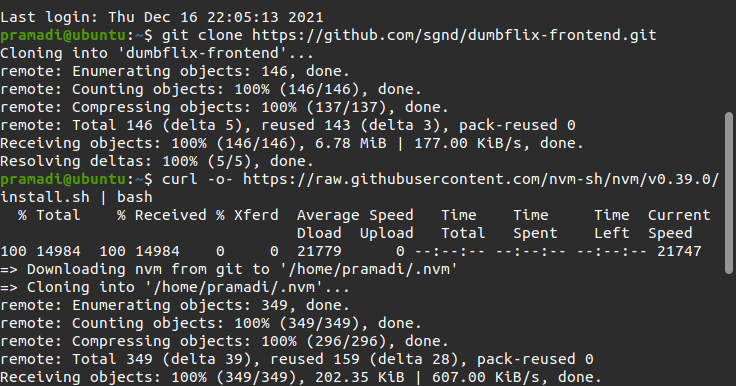 Last login: Thu Dec 16 22:05:13 2021
pramadi@ubuntu:~$ git clone https://github.com/sgnd/dumbflix-frontend.git
Cloning into 'dumbflix-frontend'...
remote: Enumerating objects: 146, done.
remote: Counting objects: 100% (146/146), done.
remote: Compressing objects: 100% (137/137), done.
remote: Total 146 (delta 5), reused 143 (delta 3), pack-reused 0
Receiving objects: 100% (146/146), 6.78 MiB | 177.00 KiB/s, done.
Resolving deltas: 100% (5/5), done.
pramadi@ubuntu:~$ curl -o- https://raw.githubusercontent.com/nvm-sh/nvm/v0.39.0/
install.sh | bash
  % Total    % Received % Xferd  Average Speed   Time    Time     Time  Current
                                 Dload  Upload   Total   Spent    Left  Speed
100 14984  100 14984    0     0  21779      0 --:--:-- --:--:-- --:--:-- 21747
=> Downloading nvm from git to '/home/pramadi/.nvm'
=> Cloning into '/home/pramadi/.nvm'...
remote: Enumerating objects: 349, done.
remote: Counting objects: 100% (349/349), done.
remote: Compressing objects: 100% (296/296), done.
remote: Total 349 (delta 39), reused 159 (delta 28), pack-reused 0
Receiving objects: 100% (349/349), 202.35 KiB | 607.00 KiB/s, done.